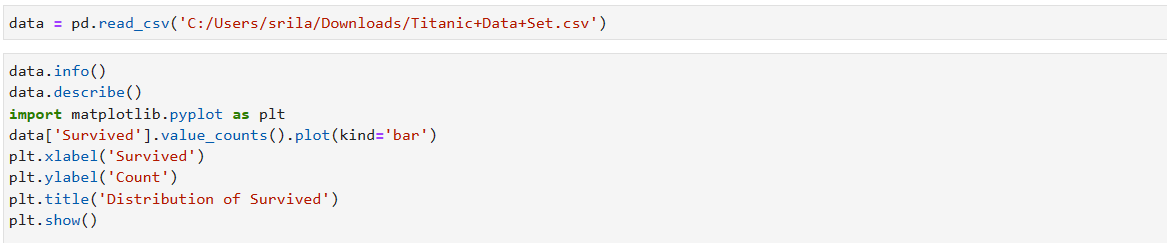 data = pd.read_csv('C:/Users/srila/Downloads/Titanic+Data+Set.csv')
data.info()
data.describe()
import matplotlib.pyplot as plt
data['Survived'].value_counts().plot(kind='bar')
plt.xlabel('Survived')
plt.ylabel('Count')
plt.title('Distribution of Survived')
plt.show()